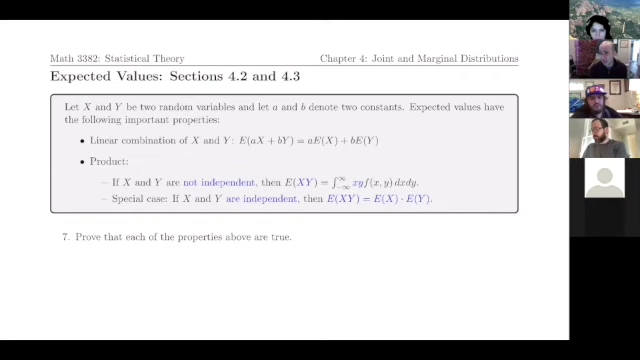 Math 3382: Statistical Theory Chapter 4: Joint and Marginal Distributions
Expected Values: Sections 4.2 and 4.3
Let X and Y be two random variables and let a and b denote two constants. Expected values have
the following important properties:
• Linear combination of X and Y: E(aX + bY) = aE(X) + bE(Y)
• Product:
– If X and Y are not independent, then E(XY) = ∫_{-∞}^{∞} xyf(x, y) dxdy.
– Special case: If X and Y are independent, then E(XY) = E(X) · E(Y).
7. Prove that each of the properties above are true.